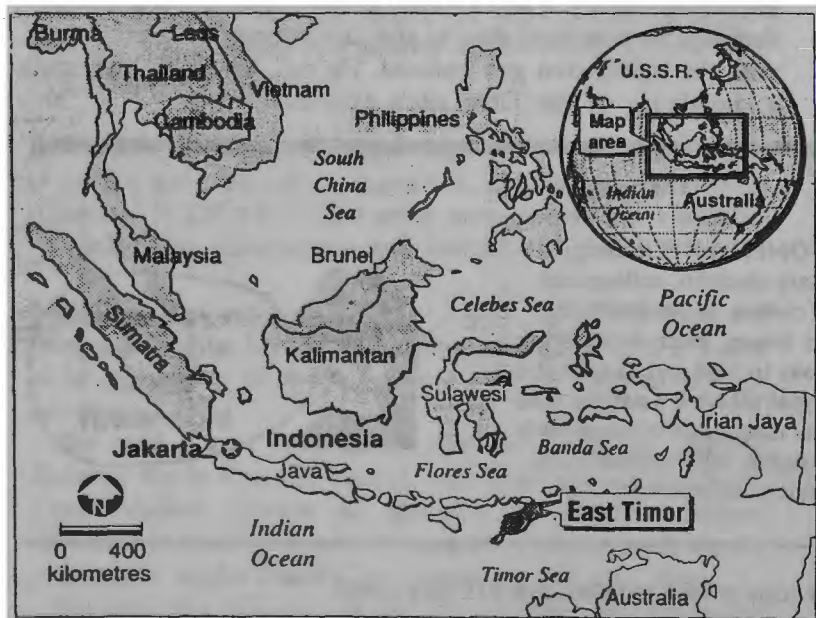 Burma
Laos
Thailand
Vietnam
Cambodia
Philippines
South
China
Sea
U.S.S.R.
Map
area
Indian
Ocean
Australia
Malaysia
Brunei
Celebes Sea
Pacific
Ocean
Sumatra
Kalimantan
Sulawesi
Irian Jaya
Jakarta
Indonesia
Banda Sea
Java
Flores Sea
N
East Timor
0 400
kilometres
Indian
Ocean
Timor Sea
Australia